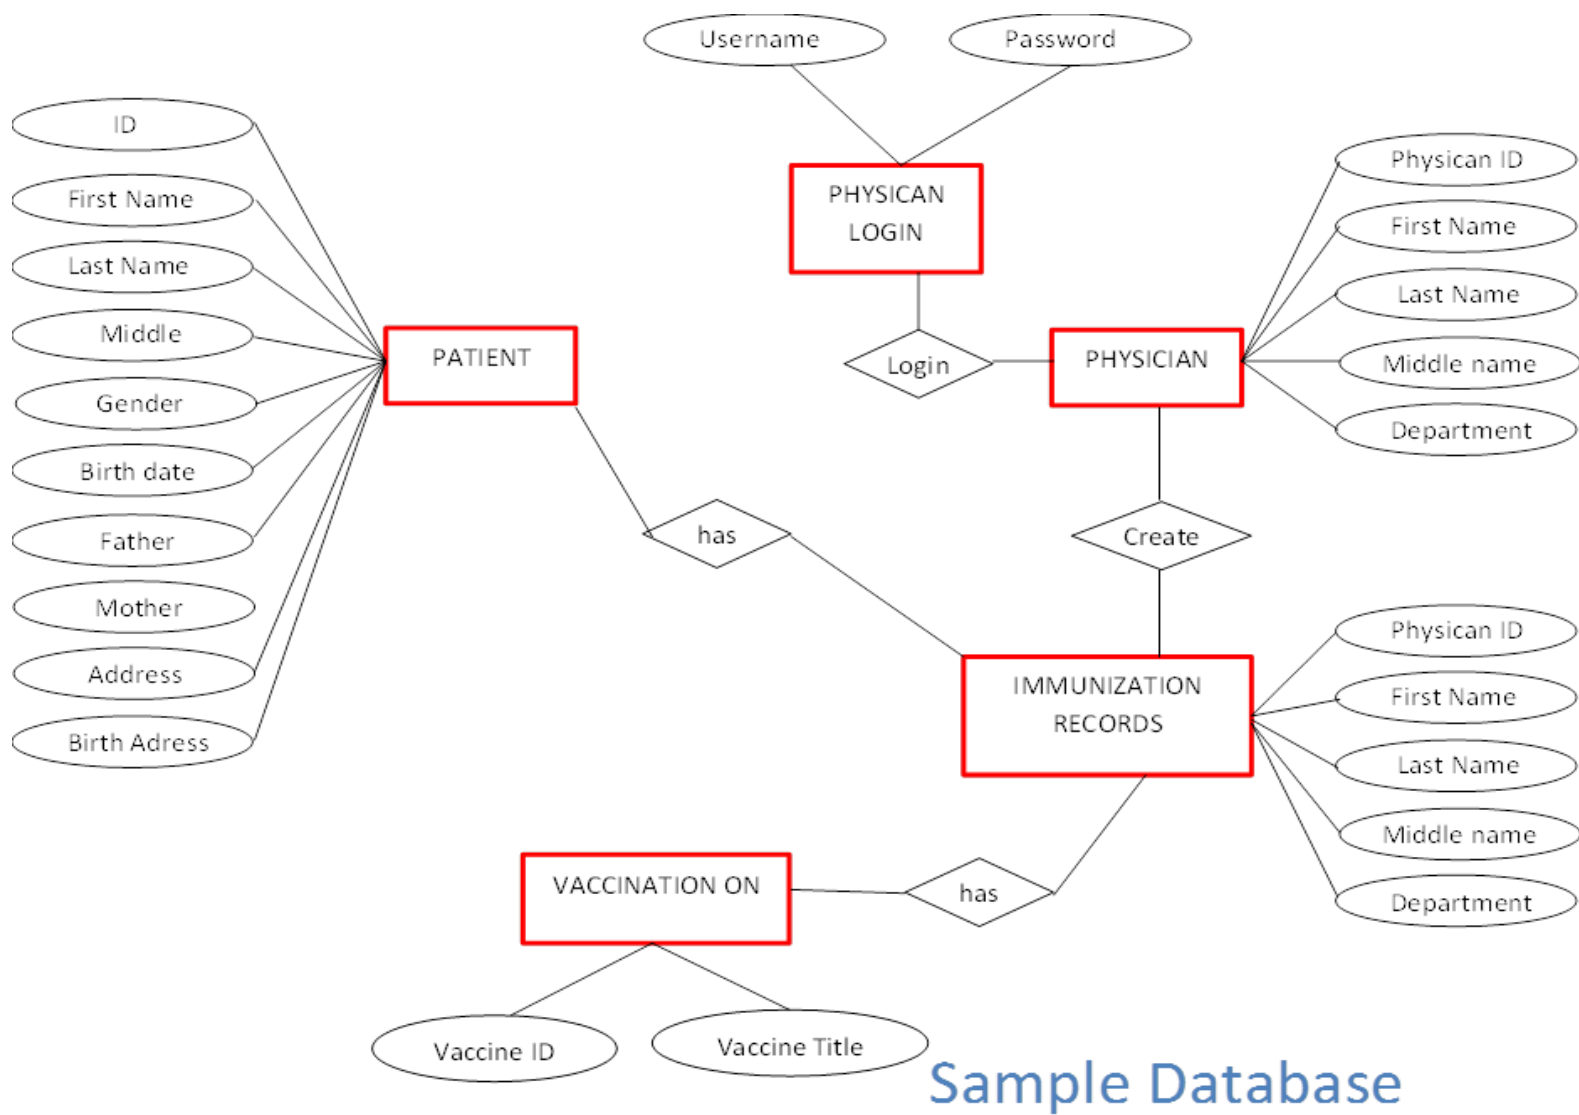 Username
Password
ID
First Name
Last Name
Middle
Gender
Birth date
Father
Mother
Address
Birth Adress
PATIENT
has
PHYSICAN
LOGIN
Login
PHYSICIAN
Physican ID
First Name
Last Name
Middle name
Department
Create
IMMUNIZATION
RECORDS
Physican ID
First Name
Last Name
Middle name
Department
has
VACCINATION ON
Vaccine ID
Vaccine Title
Sample Database